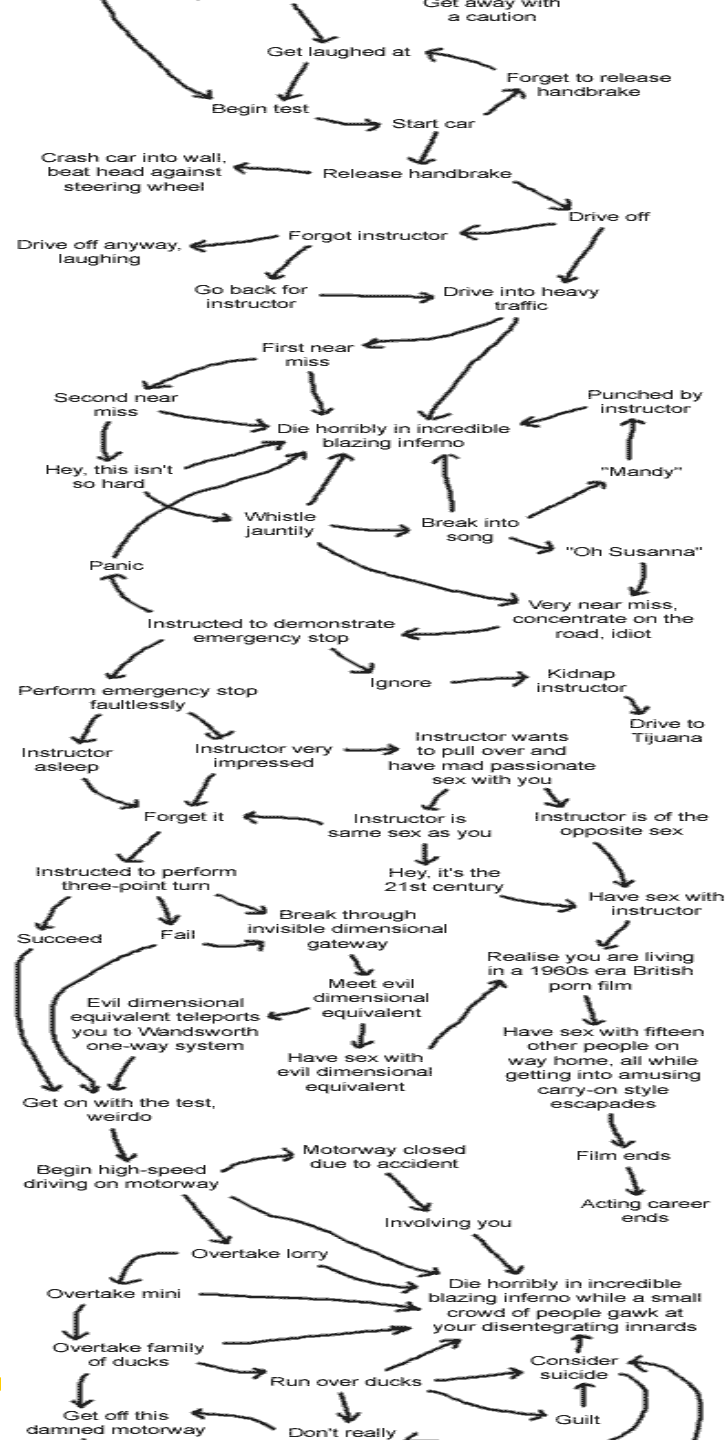 Get away with
a caution
Get laughed at
Forget to release
handbrake
Begin test
Start car
Crash car into wall,
beat head against
steering wheel
Release handbrake
Drive off
Forgot instructor
Drive off anyway,
laughing
Go back for
instructor
Drive into heavy
traffic
First near
miss
Second near
miss
Punched by
instructor
Die horribly in incredible
blazing inferno
Hey, this isn't
so hard
"Mandy"
Whistle
jauntily
Break into
song
"Oh Susanna"
Panic
Very near miss,
concentrate on the
road, idiot
Instructed to demonstrate
emergency stop
Ignore
Kidnap
instructor
Perform emergency stop
faultlessly
Drive to
Tijuana
Instructor
asleep
Instructor very
impressed
Instructor wants
to pull over and
have mad passionate
sex with you
Forget it
Instructor is
same sex as you
Instructor is of the
opposite sex
Instructed to perform
three-point turn
Hey, it's the
21st century
Have sex with
instructor
Succeed
Fail
Break through
invisible dimensional
gateway
Realise you are living
in a 1960s era British
porn film
Meet evil
dimensional
equivalent
Evil dimensional
equivalent teleports
you to Wandsworth
one-way system
Have sex with
evil dimensional
equivalent
Have sex with fifteen
other people on
way home, all while
getting into amusing
carry-on style
escapades
Get on with the test,
weirdo
Film ends
Begin high-speed
driving on motorway
Motorway closed
due to accident
Acting career
ends
Involving you
Overtake lorry
Overtake mini
Die horribly in incredible
blazing inferno while a small
crowd of people gawk at
your disintegrating innards
Overtake family
of ducks
Run over ducks
Consider
suicide
Get off this
damned motorway
Don't really
Guilt